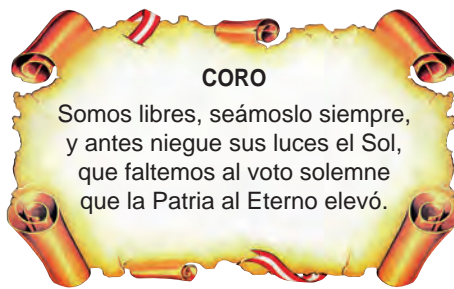 CORO
Somos libres, seámoslo siempre,
y antes niegue sus luces el Sol,
que faltemos al voto solemne
que la Patria al Eterno elevó.